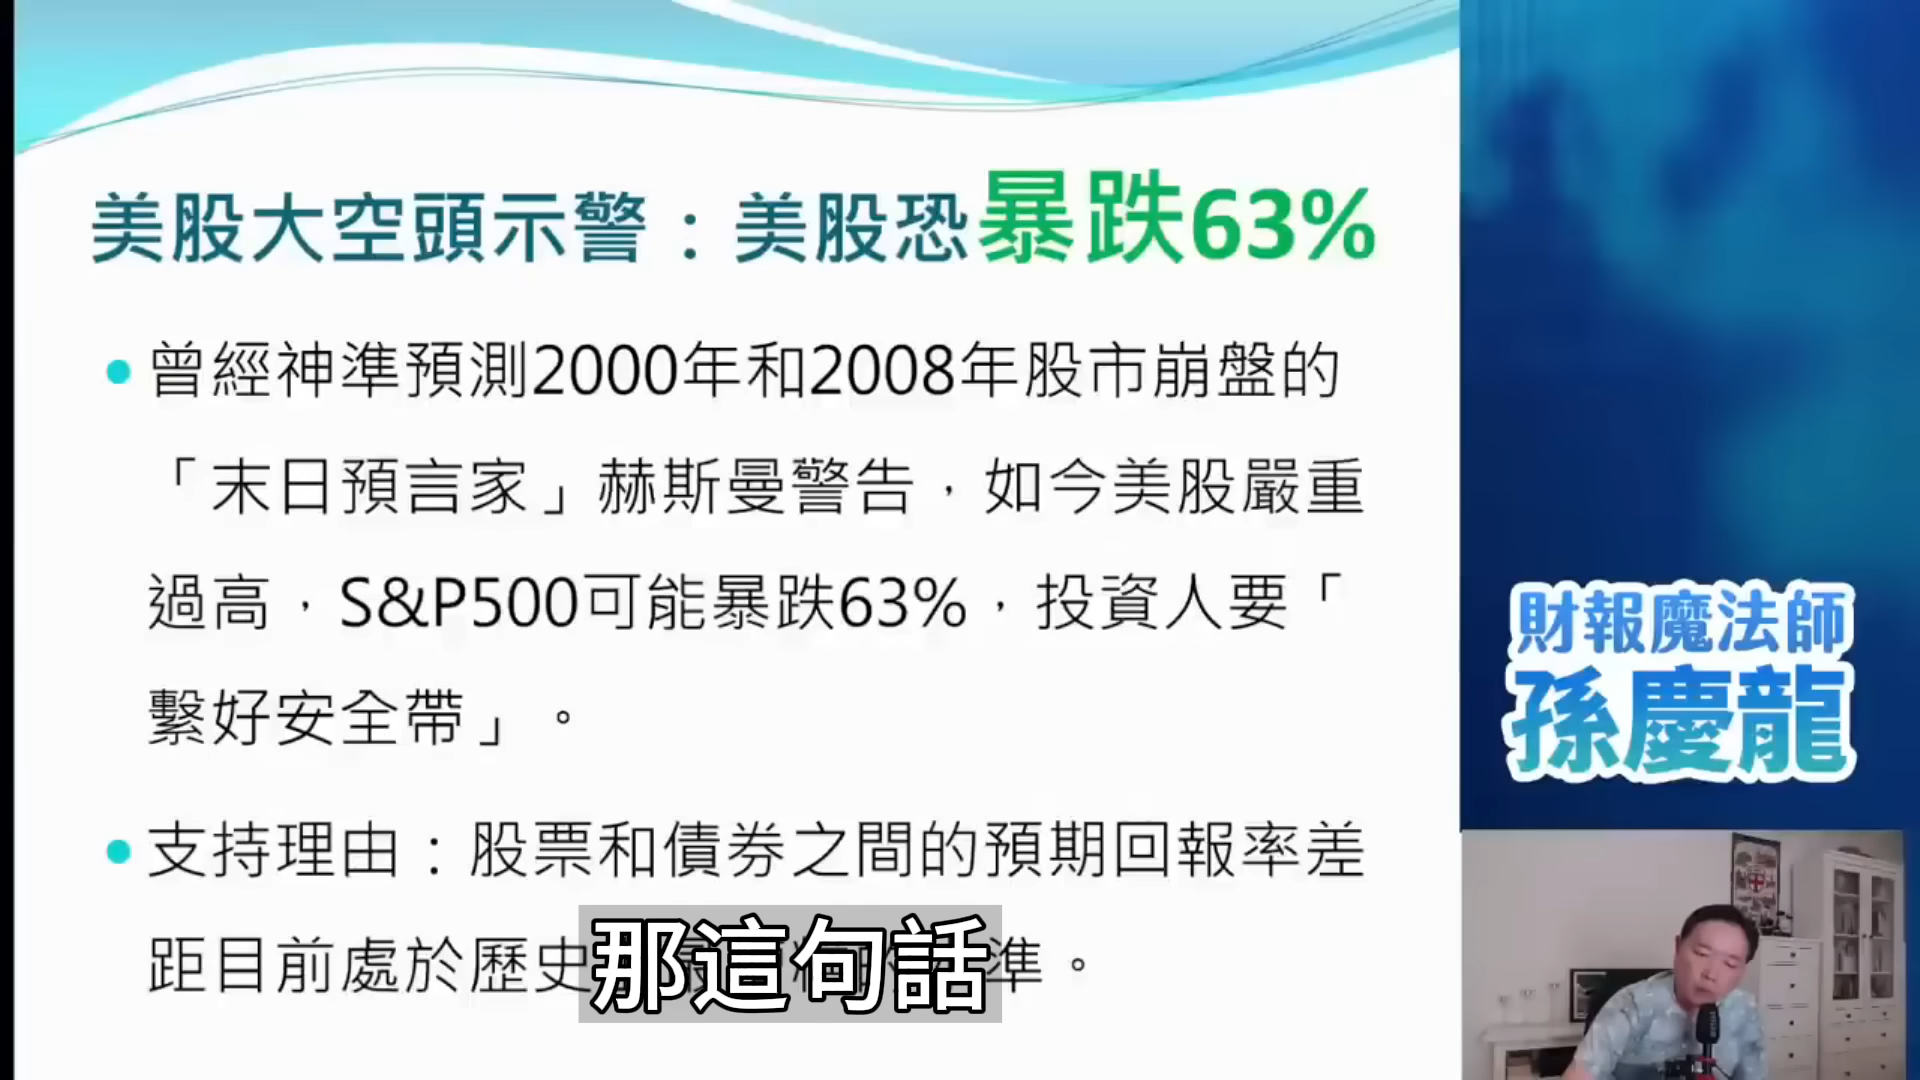 美股大空頭示警：美股恐暴跌63%
曾經神準預測2000年和2008年股市崩盤的
「末日預言家」赫斯曼警告，如今美股嚴重
過高，S&P500可能暴跌63%，投資人要「
繫好安全帶」。
支持理由：股票和債券之間的預期回報率差
距目前處於歷史準。
那這句話
財報魔法師
孫慶龍